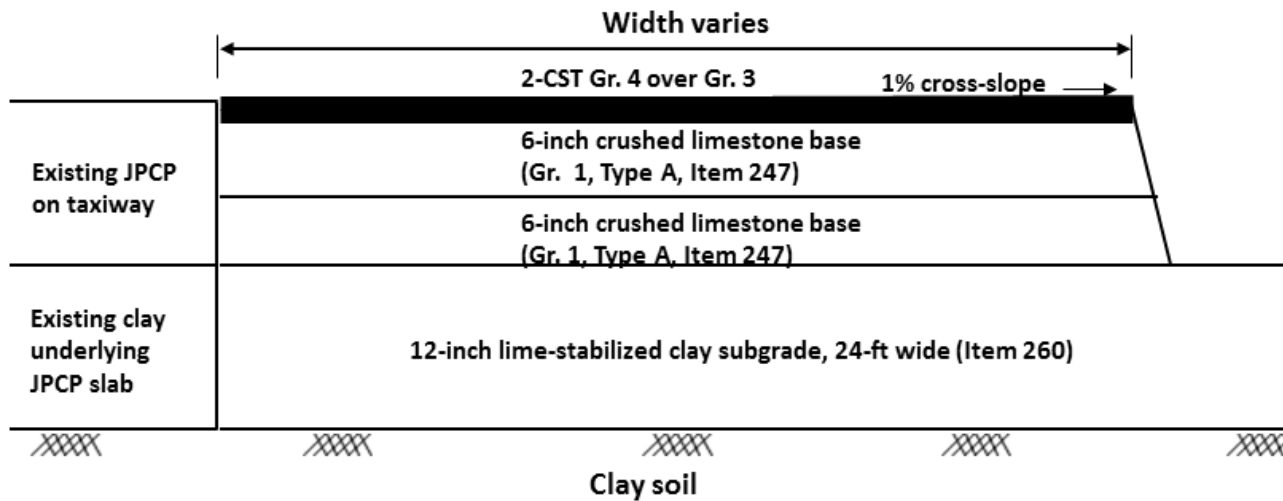 Width varies
2-CST Gr. 4 over Gr. 3
1% cross-slope
6-inch crushed limestone base
(Gr. 1, Type A, Item 247)
Existing JPCP
on taxiway
6-inch crushed limestone base
(Gr. 1, Type A, Item 247)
Existing clay
underlying
JPCP slab
12-inch lime-stabilized clay subgrade, 24-ft wide (Item 260)
Clay soil